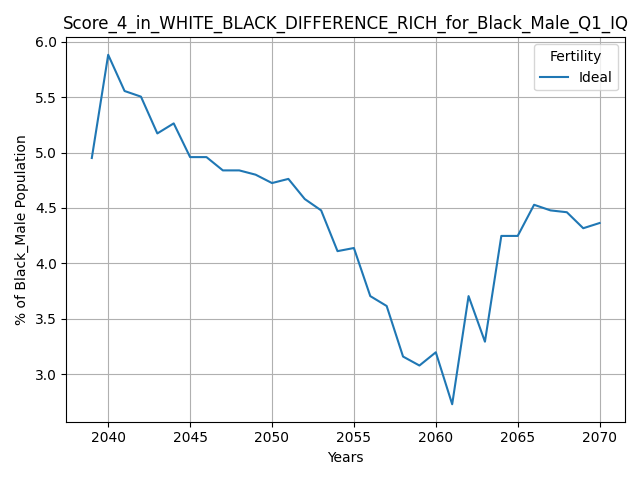 Score_4_in_WHITE_BLACK_DIFFERENCE_RICH_for_Black_Male_Q1_IQ
Fertility
Ideal
% of Black_Male Population
6.0
5.5
5.0
4.5
4.0
3.5
3.0
2040 2045 2050 2055 2060 2065 2070
Years